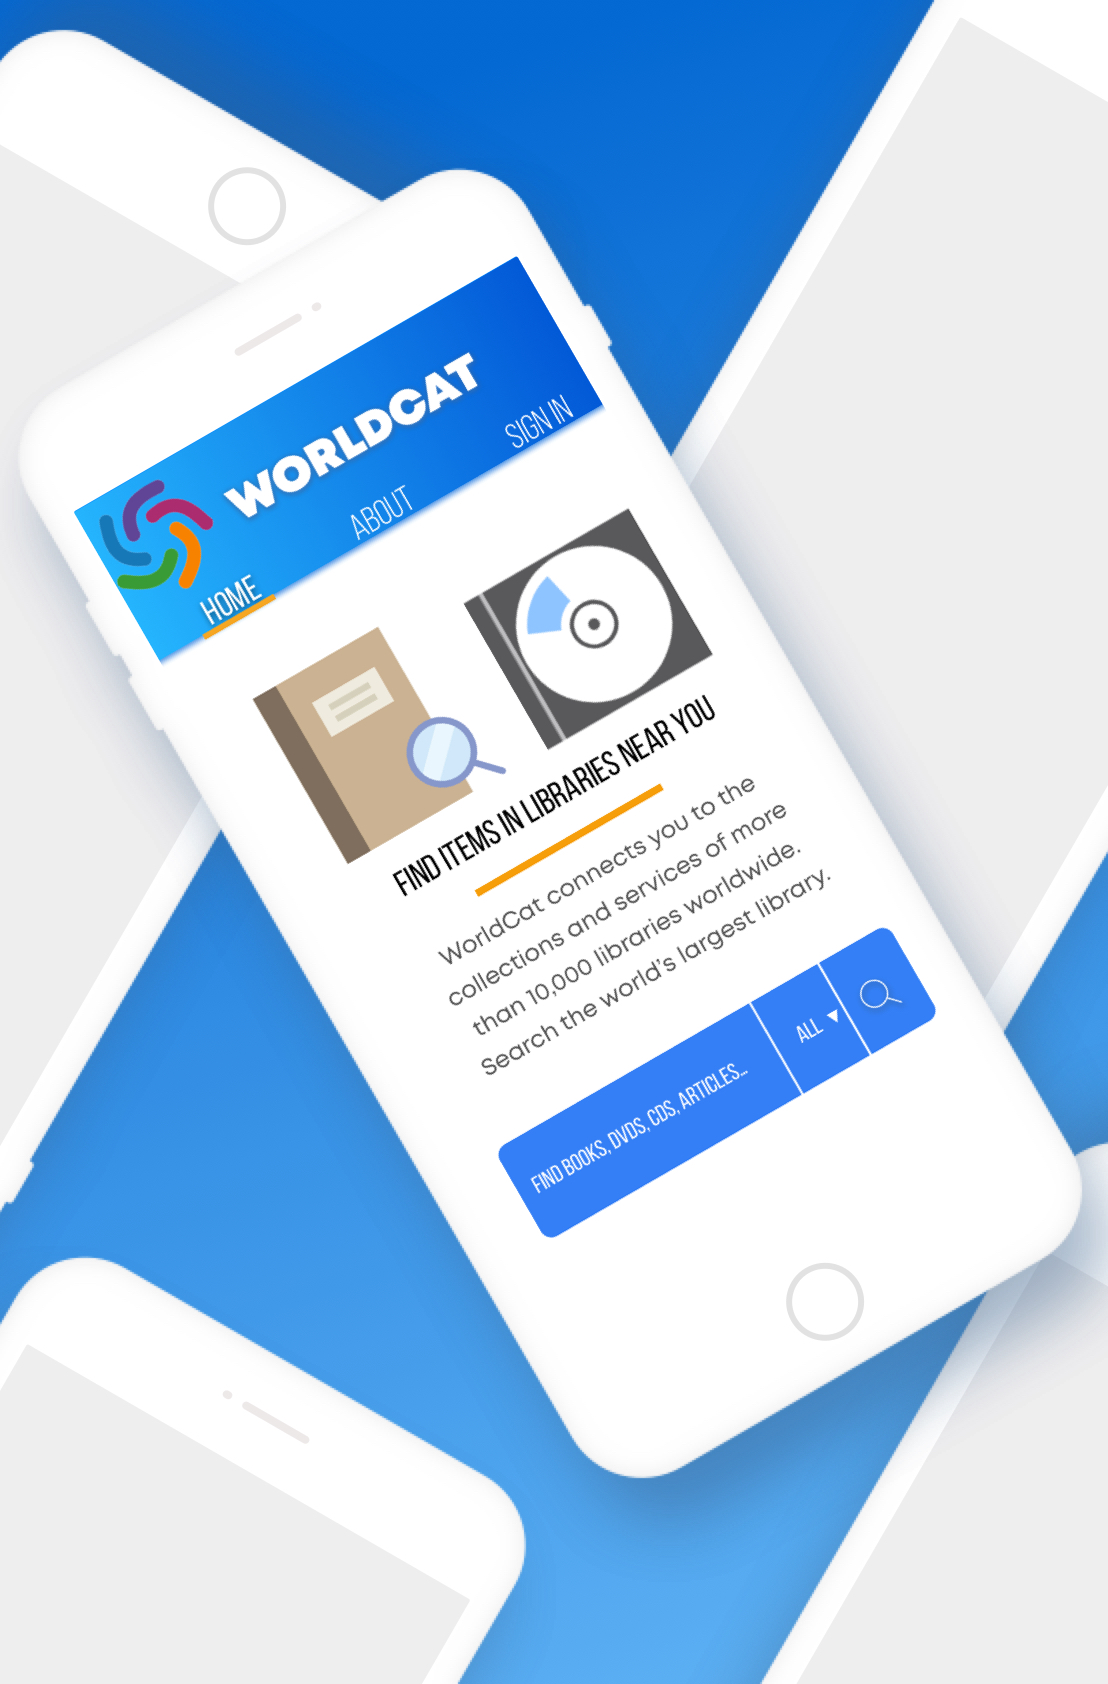 WORLDCAT
HOME
ABOUT
SIGN IN
FIND ITEMS IN LIBRARIES NEAR YOU
WorldCat connects you to the
collections and services of more
than 10,000 libraries worldwide.
Search the world’s largest library.
FIND BOOKS, DVDS, CDS, ARTICLES...
ALL ▼